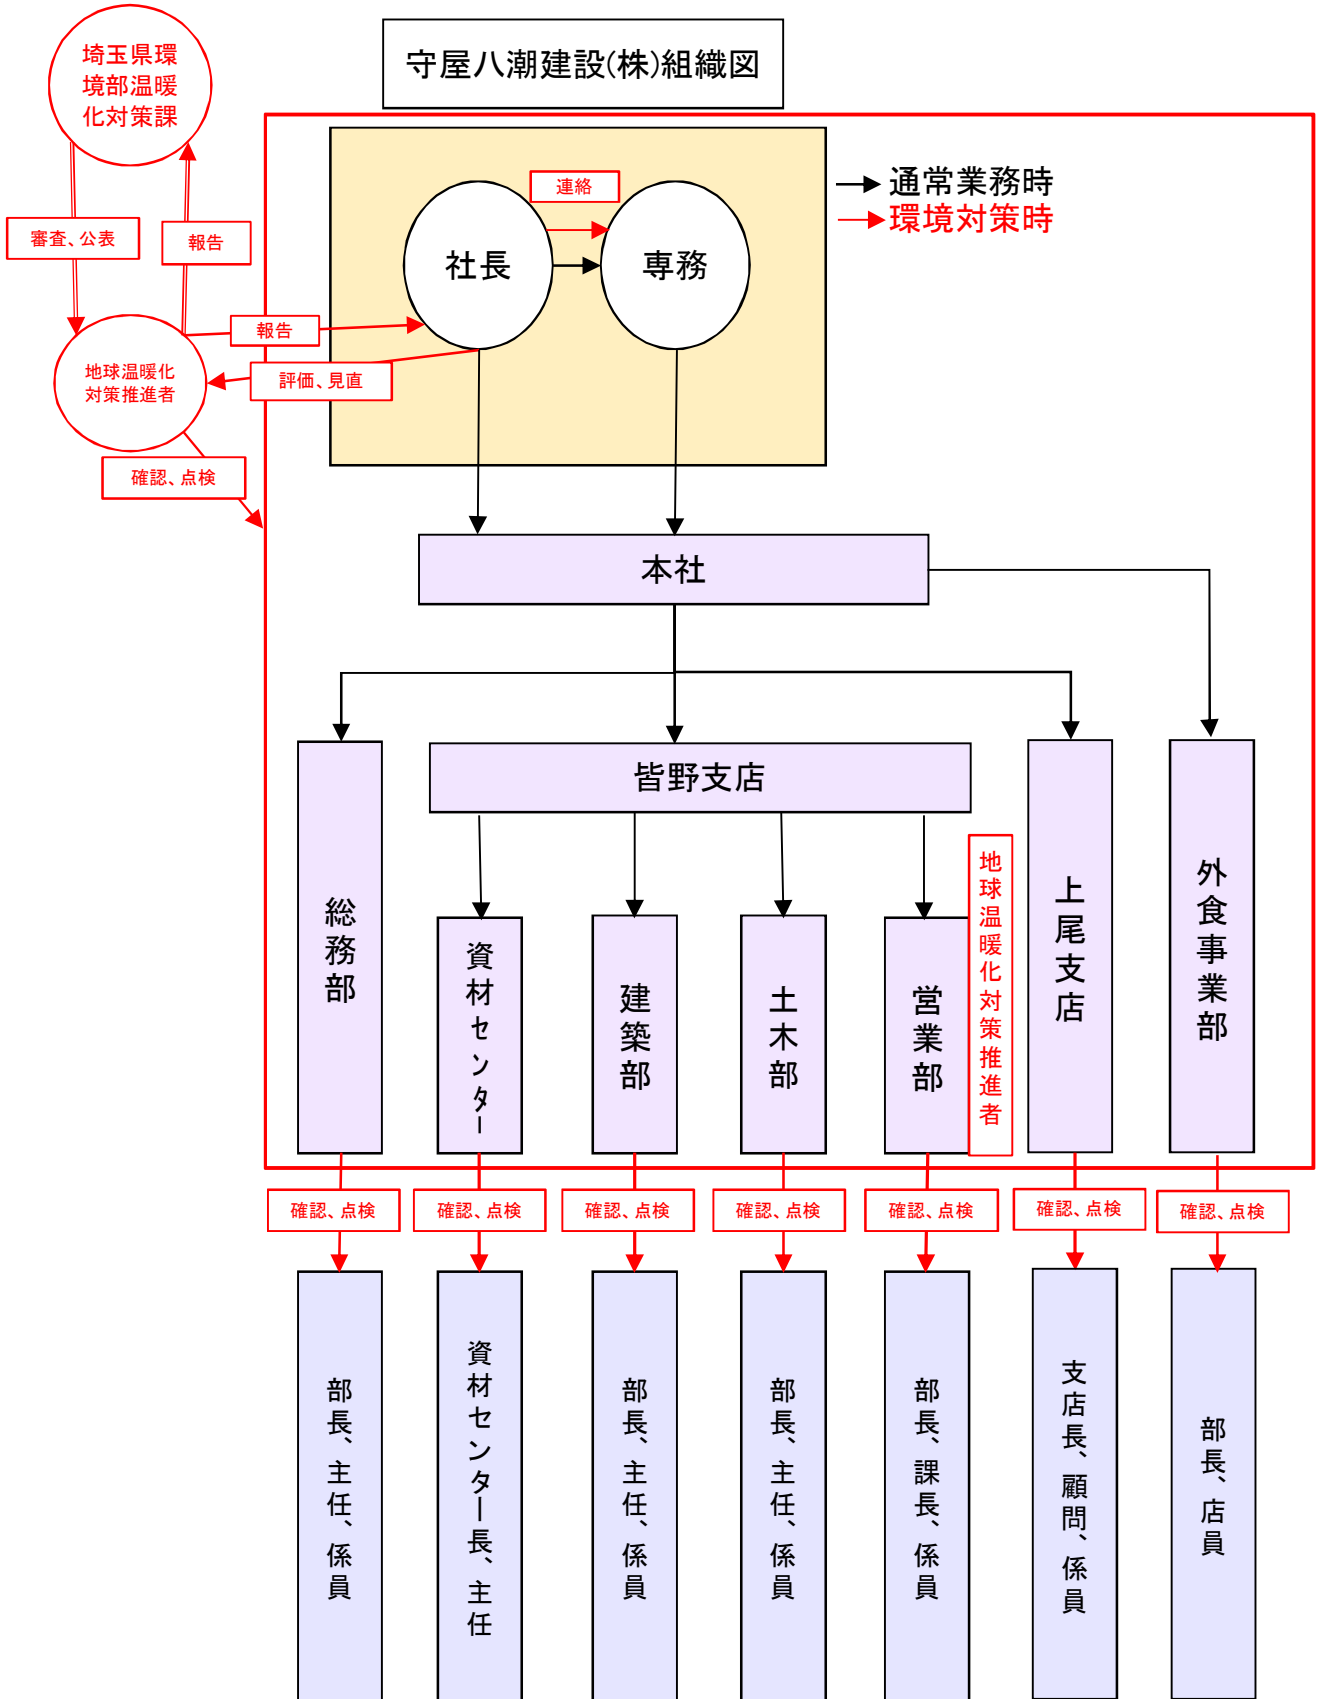 守屋八潮建設(株)組織図
埼玉県環
境部温暖
化対策課
通常業務時
環境対策時
連絡
社長
専務
審査、公表
報告
報告
地球温暖化
対策推進者
評価、見直
確認、点検
本社
皆野支店
総務部
資材センター
建築部
土木部
営業部
地球温暖化対策推進者
上尾支店
外食事業部
確認、点検
確認、点検
確認、点検
確認、点検
確認、点検
確認、点検
確認、点検
部長、主任、係員
資材センター長、主任
部長、主任、係員
部長、主任、係員
部長、課長、係員
支店長、顧問、係員
部長、店員